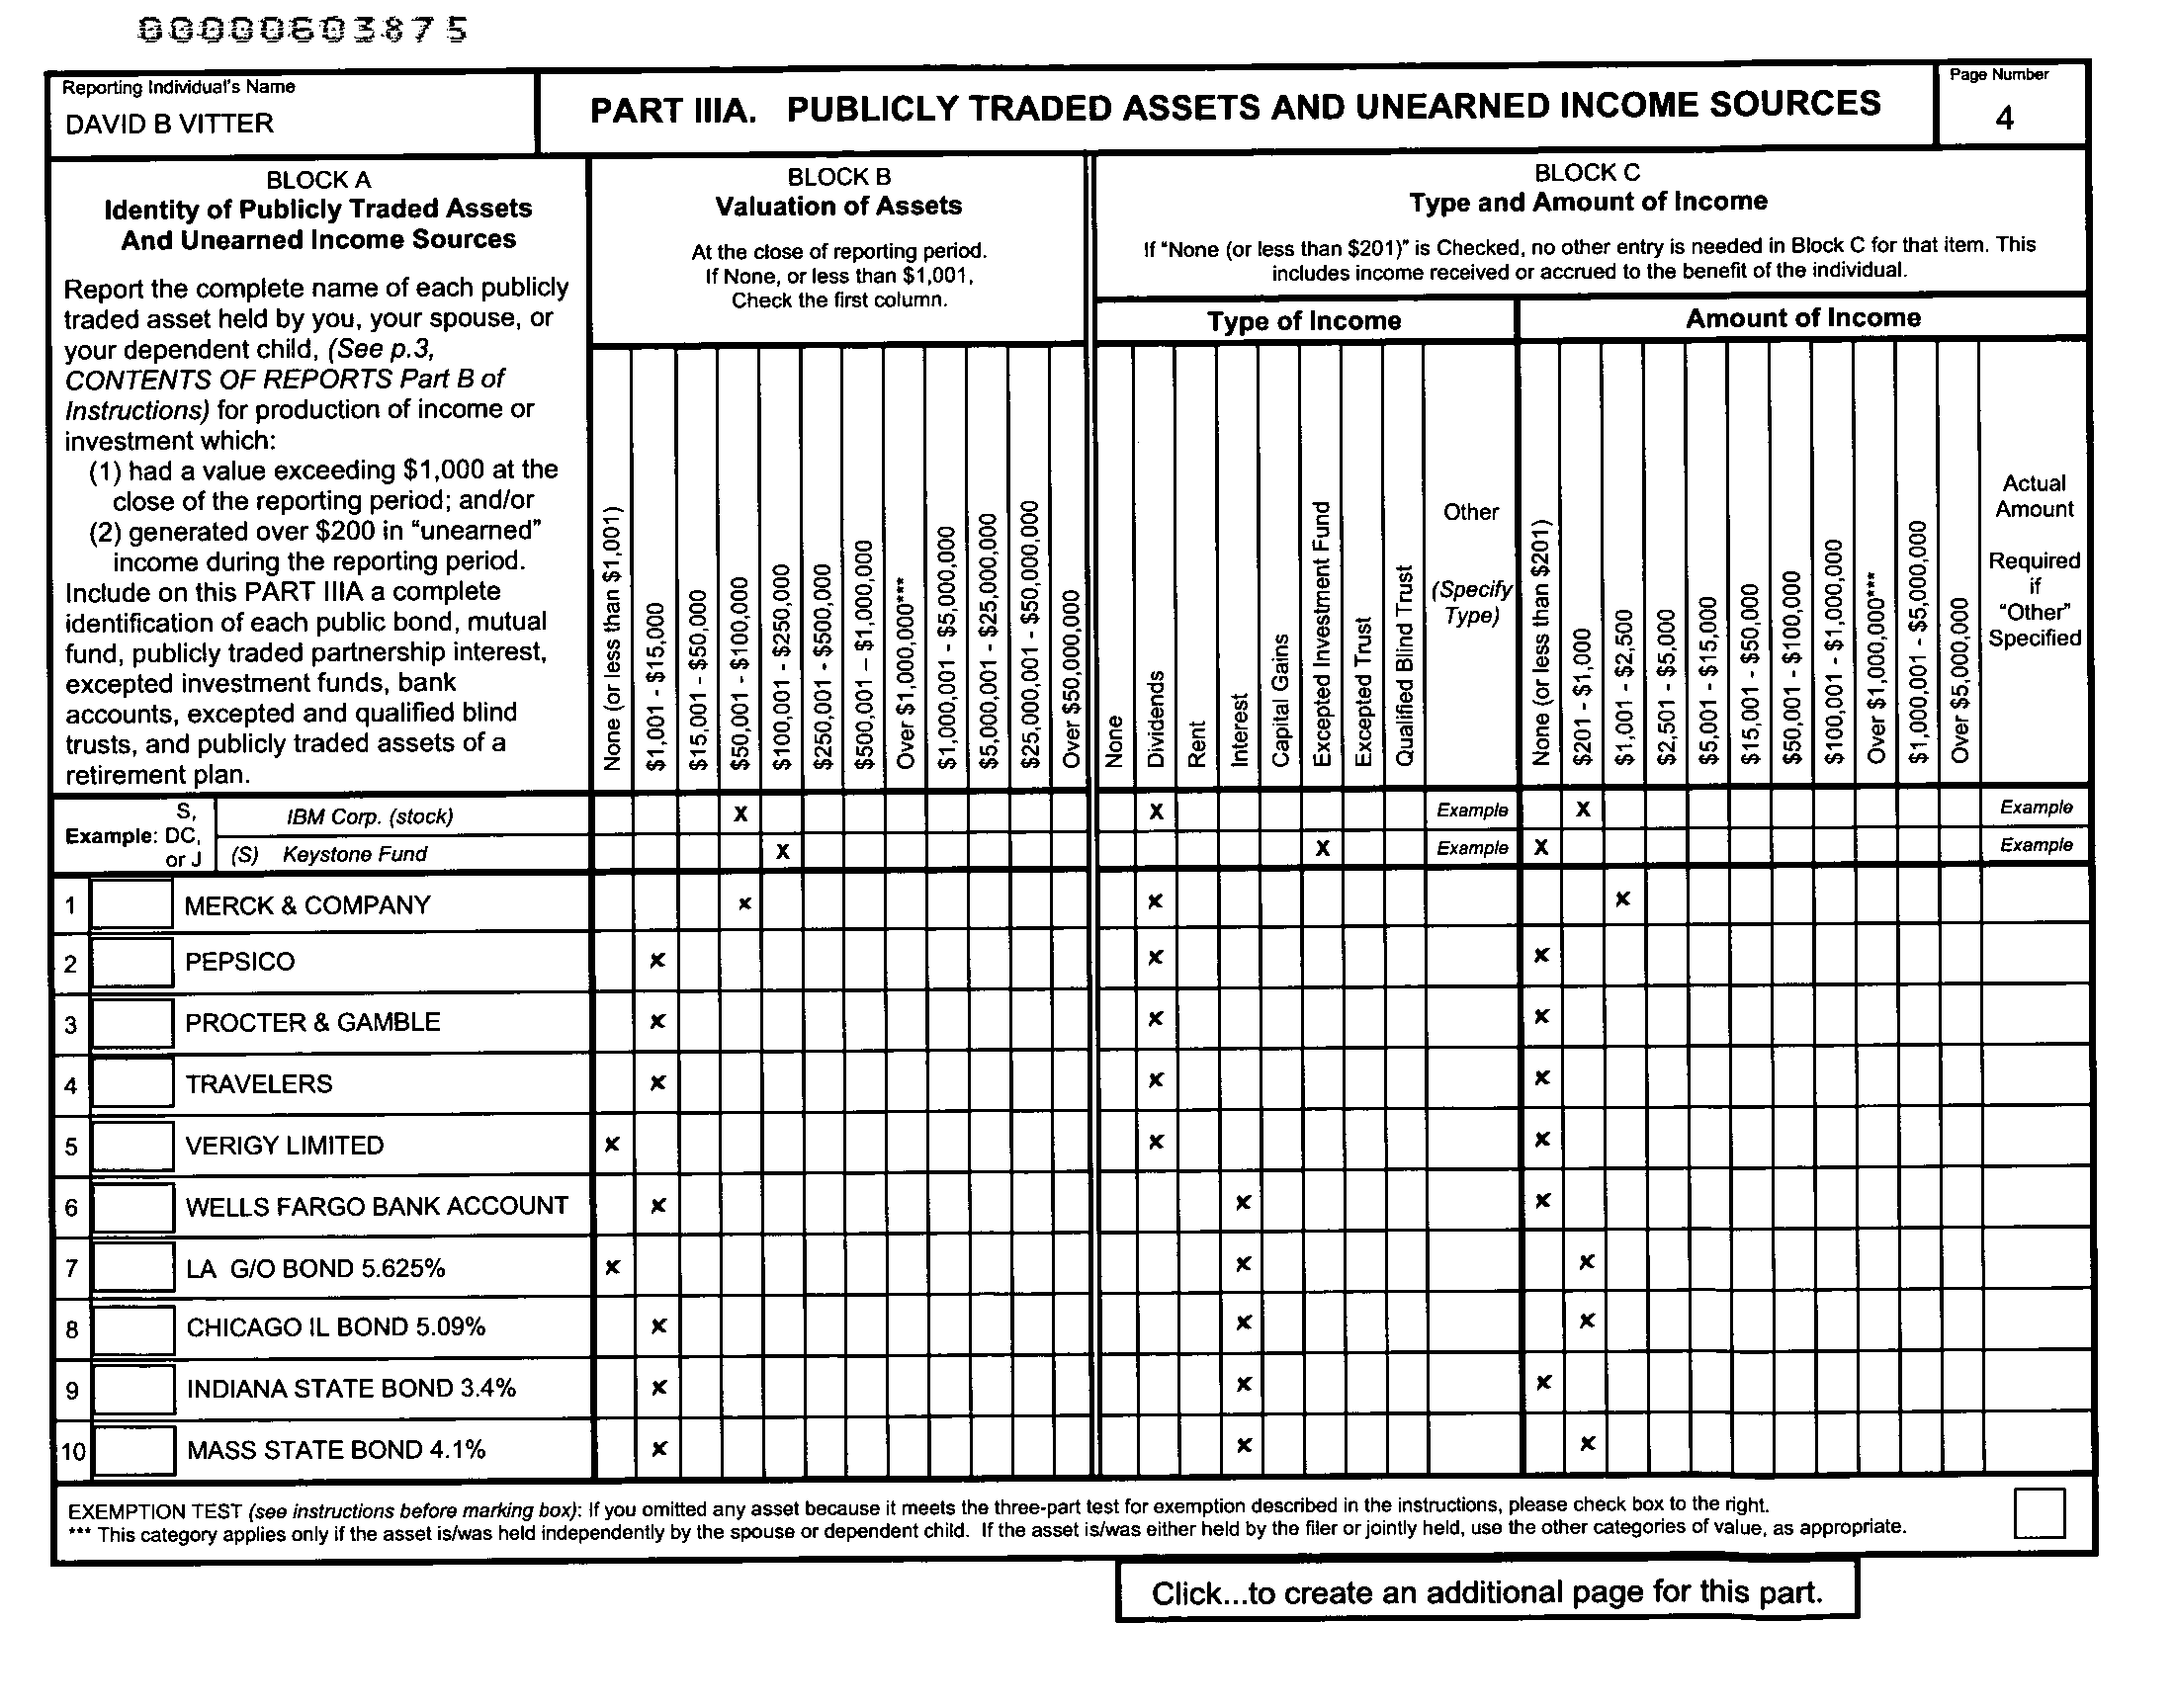 00000603875
Reporting Individual's Name
DAVID B VITTER
PART IIIA. PUBLICLY TRADED ASSETS AND UNEARNED INCOME SOURCES
Page Number
4
BLOCK A
Identity of Publicly Traded Assets
And Unearned Income Sources
Report the complete name of each publicly
traded asset held by you, your spouse, or
your dependent child, (See p.3,
CONTENTS OF REPORTS Part B of
Instructions) for production of income or
investment which:
(1) had a value exceeding $1,000 at the
close of the reporting period; and/or
(2) generated over $200 in "unearned"
income during the reporting period.
Include on this PART IIIA a complete
identification of each public bond, mutual
fund, publicly traded partnership interest,
excepted investment funds, bank
accounts, excepted and qualified blind
trusts, and publicly traded assets of a
retirement plan.
BLOCK B
Valuation of Assets
At the close of reporting period.
If None, or less than $1,001,
Check the first column.
None (or less than $1,001)
$1,001 - $15,000
$15,001 - $50,000
$50,001 - $100,000
$100,001 - $250,000
$250,001 - $500,000
$500,001 – $1,000,000
Over $1,000,000***
$1,000,001 - $5,000,000
$5,000,001 - $25,000,000
$25,000,001 - $50,000,000
Over $50,000,000
BLOCK C
Type and Amount of Income
If "None (or less than $201)" is Checked, no other entry is needed in Block C for that item. This
includes income received or accrued to the benefit of the individual.
Type of Income
Amount of Income
None
Dividends
Rent
Interest
Capital Gains
Excepted Investment Fund
Excepted Trust
Qualified Blind Trust
Other
(Specify
Type)
None (or less than $201)
$201 - $1,000
$1,001 - $2,500
$2,501 - $5,000
$5,001 - $15,000
$15,001 - $50,000
$50,001 - $100,000
$100,001 - $1,000,000
Over $1,000,000***
$1,000,001 - $5,000,000
Over $5,000,000
Actual
Amount
Required
if
"Other"
Specified
Example: S, DC, or J
IBM Corp. (stock) X X Example X Example
(S) Keystone Fund X X Example X Example
1 MERCK & COMPANY x x x
2 PEPSICO x x x
3 PROCTER & GAMBLE x x x
4 TRAVELERS x x x
5 VERIGY LIMITED x x x
6 WELLS FARGO BANK ACCOUNT x x x
7 LA G/O BOND 5.625% x x x
8 CHICAGO IL BOND 5.09% x x x
9 INDIANA STATE BOND 3.4% x x x
10 MASS STATE BOND 4.1% x x x
EXEMPTION TEST (see instructions before marking box): If you omitted any asset because it meets the three-part test for exemption described in the instructions, please check box to the right.
*** This category applies only if the asset is/was held independently by the spouse or dependent child. If the asset is/was either held by the filer or jointly held, use the other categories of value, as appropriate.
Click...to create an additional page for this part.